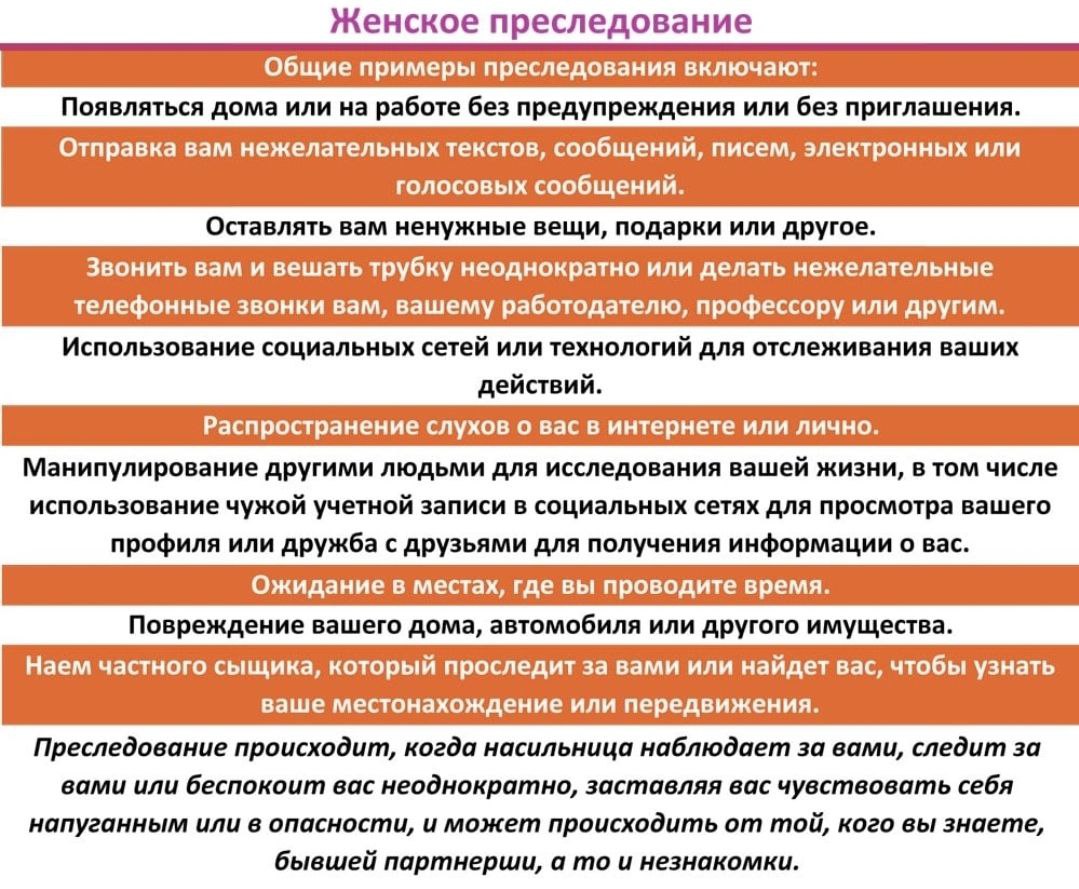 Женское преследование
Общие примеры преследования включают:
Появляться дома или на работе без предупреждения или без приглашения.
Отправка вам нежелательных текстов, сообщений, писем, электронных или
голосовых сообщений.
Оставлять вам ненужные вещи, подарки или другое.
Звонить вам и вешать трубку неоднократно или делать нежелательные
телефонные звонки вам, вашему работодателю, профессору или другим.
Использование социальных сетей или технологий для отслеживания ваших
действий.
Распространение слухов о вас в интернете или лично.
Манипулирование другими людьми для исследования вашей жизни, в том числе
использование чужой учетной записи в социальных сетях для просмотра вашего
профиля или дружба с друзьями для получения информации о вас.
Ожидание в местах, где вы проводите время.
Повреждение вашего дома, автомобиля или другого имущества.
Наем частного сыщика, который проследит за вами или найдет вас, чтобы узнать
ваше местонахождение или передвижения.
Преследование происходит, когда насильница наблюдает за вами, следит за
вами или беспокоит вас неоднократно, заставляя вас чувствовать себя
напуганным или в опасности, и может происходить от той, кого вы знаете,
бывшей партнерши, а то и незнакомки.